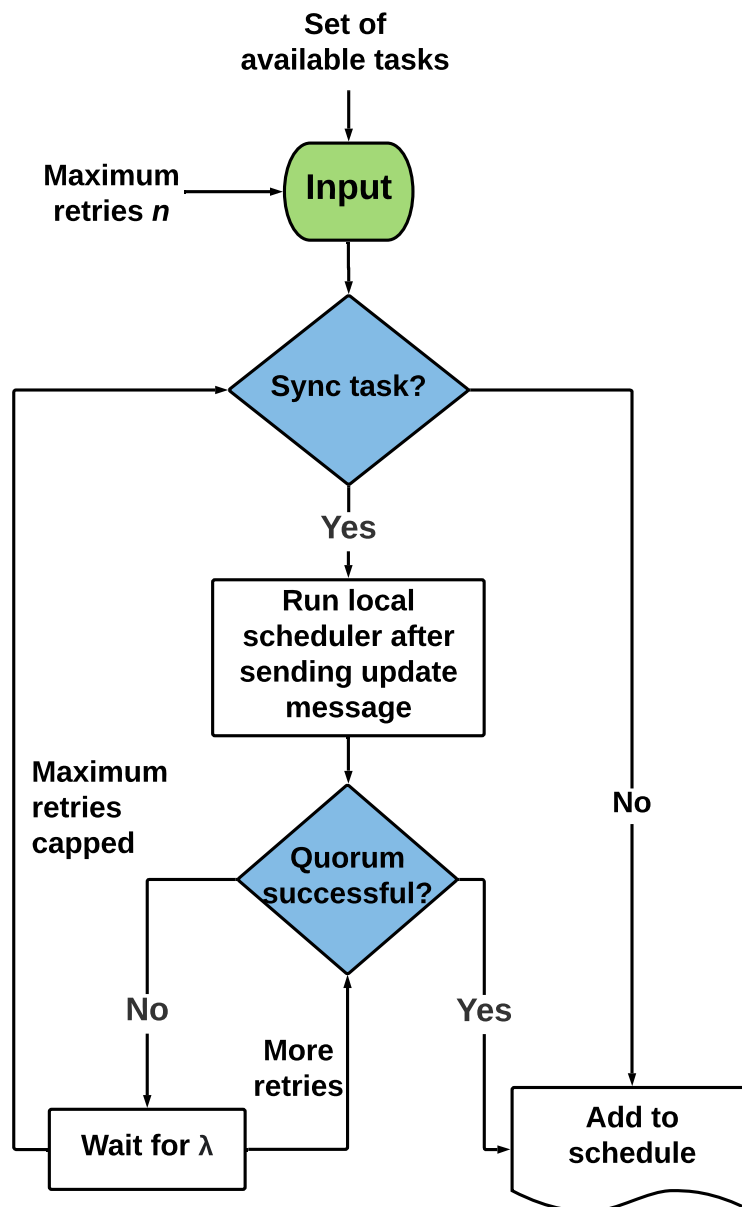 Set of
available tasks
Maximum
retries n
Input
Sync task?
Yes
Run local
scheduler after
sending update
message
Maximum
retries
capped
No
Quorum
successful?
No
Yes
More
retries
Wait for λ
Add to
schedule